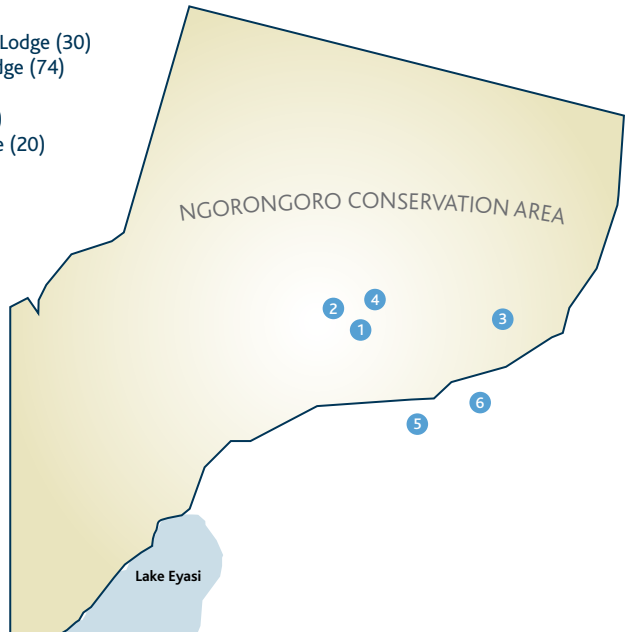 Lodge (30)
dge (74)
)
e (20)
NGORONGORO CONSERVATION AREA
2
4
1
3
6
5
Lake Eyasi